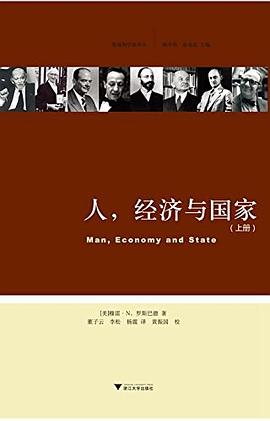 人，经济与国家
（上册）
Man, Economy and State
[美]穆雷·N. 罗斯巴德 著
董子云 李松 杨震 译 黄振国 校
浙江大学出版社